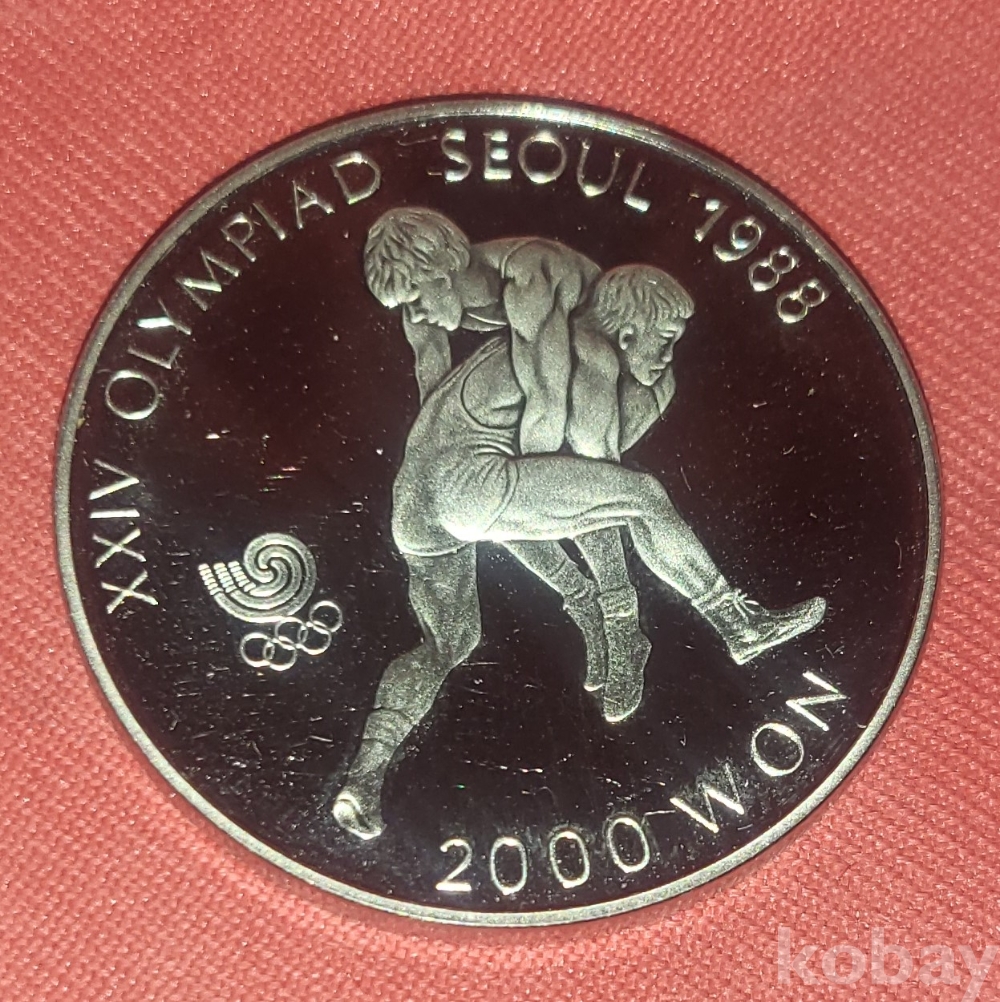 XXIV OLYMPIAD SEOUL 1988
2000 WON
kobay